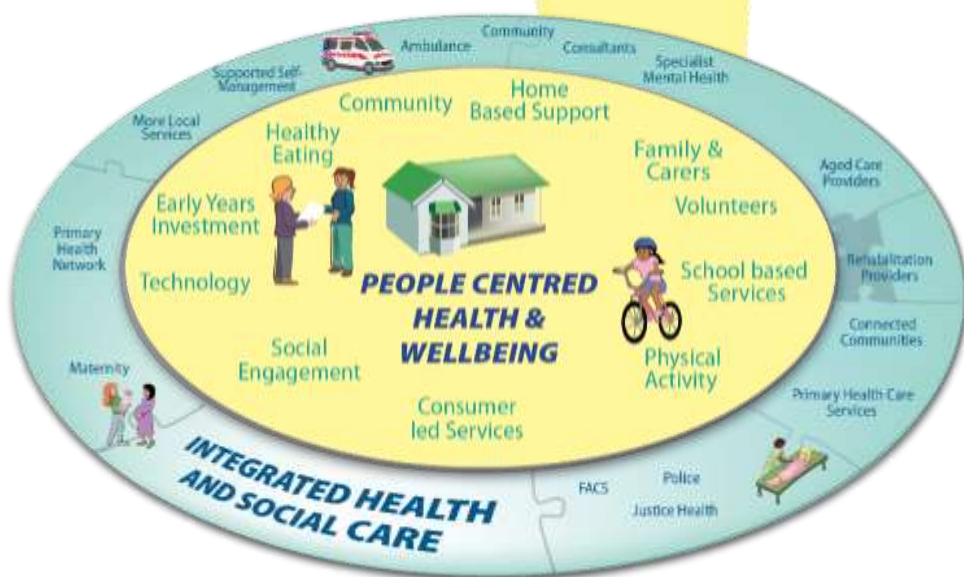 Community
Ambulance
Consultants
Supported Self-
Management
Specialist
Mental Health
More Local
Services
Aged Care
Providers
Primary
Health
Network
Rehabilitation
Providers
Connected
Communities
Maternity
Primary Health Care
Services
FACS
Police
Justice Health
INTEGRATED HEALTH
AND SOCIAL CARE
Community
Home
Based Support
Healthy
Eating
Family &
Carers
Early Years
Investment
Volunteers
Technology
School based
Services
PEOPLE CENTRED
HEALTH &
WELLBEING
Social
Engagement
Physical
Activity
Consumer
led Services